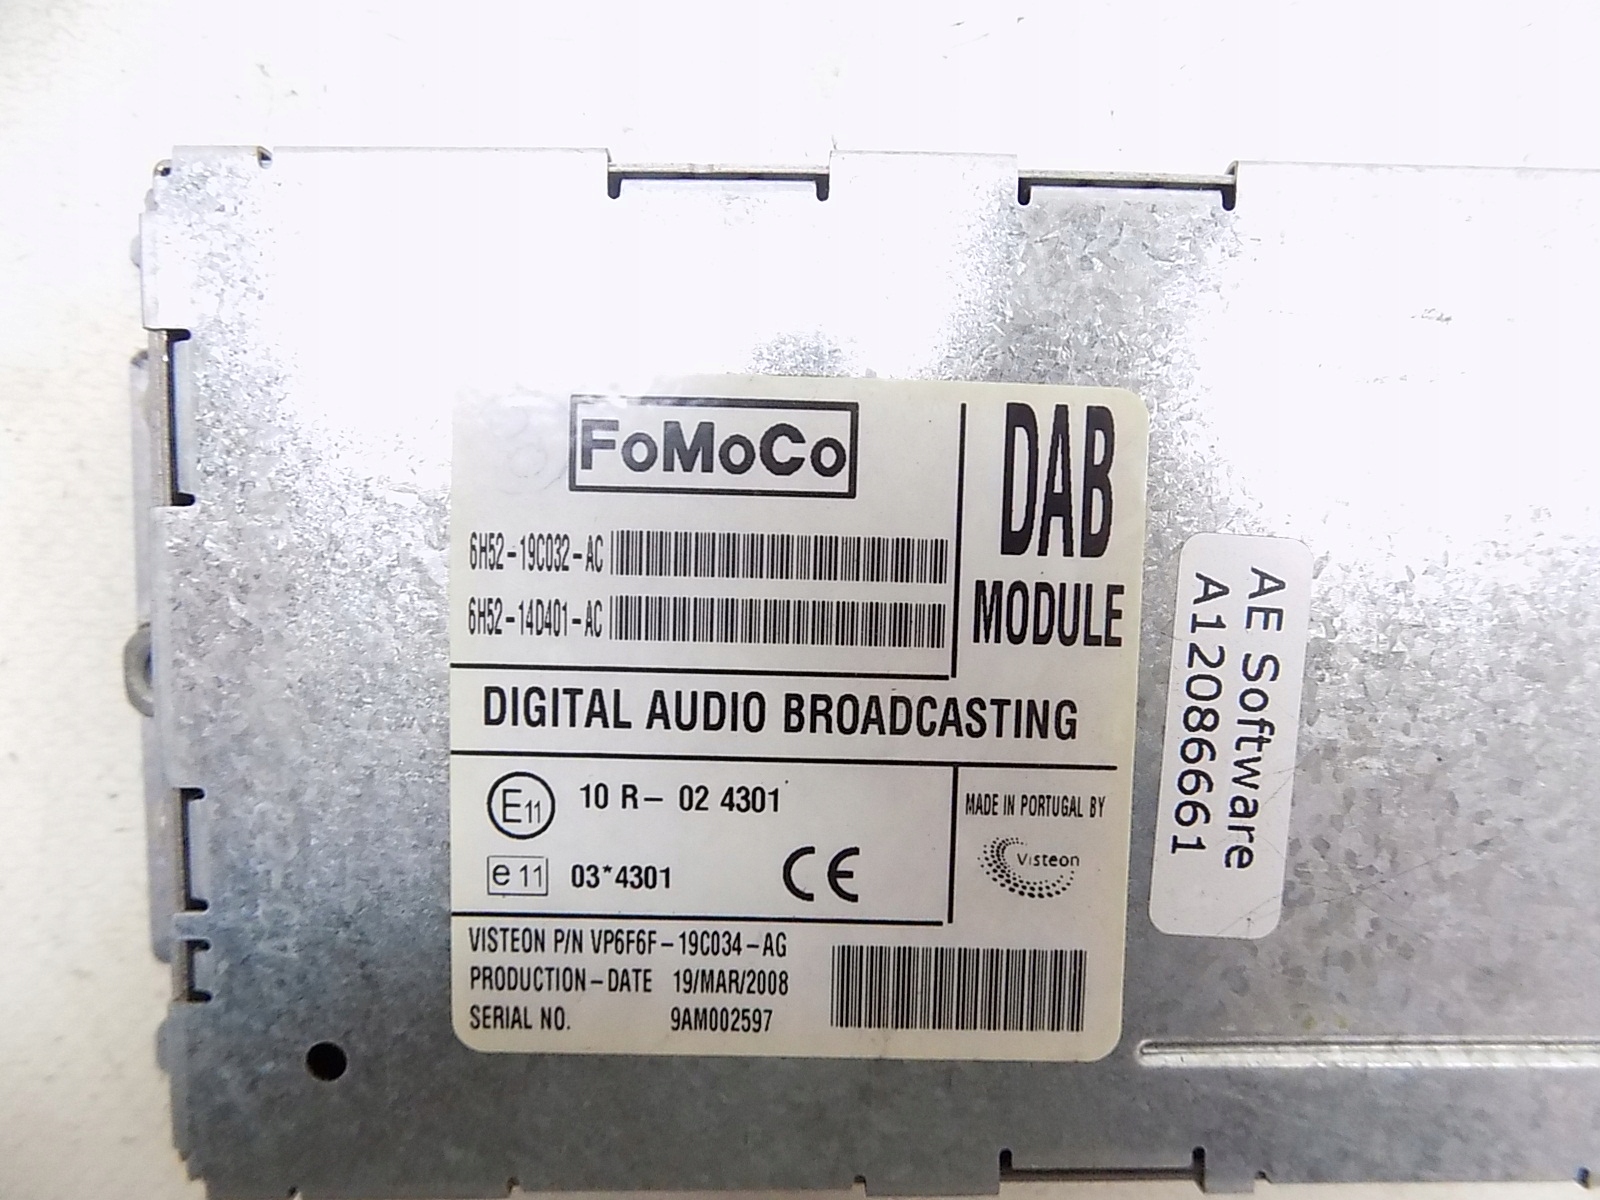 FoMoCo
DAB
MODULE
6H52-19C032-AC
6H52-14D401-AC
DIGITAL AUDIO BROADCASTING
E11 10 R- 02 4301
e 11 03*4301
CE
MADE IN PORTUGAL BY
Visteon
VISTEON P/N VP6F6F-19C034-AG
PRODUCTION-DATE 19/MAR/2008
SERIAL NO. 9AM002597
AE Software
A12086661